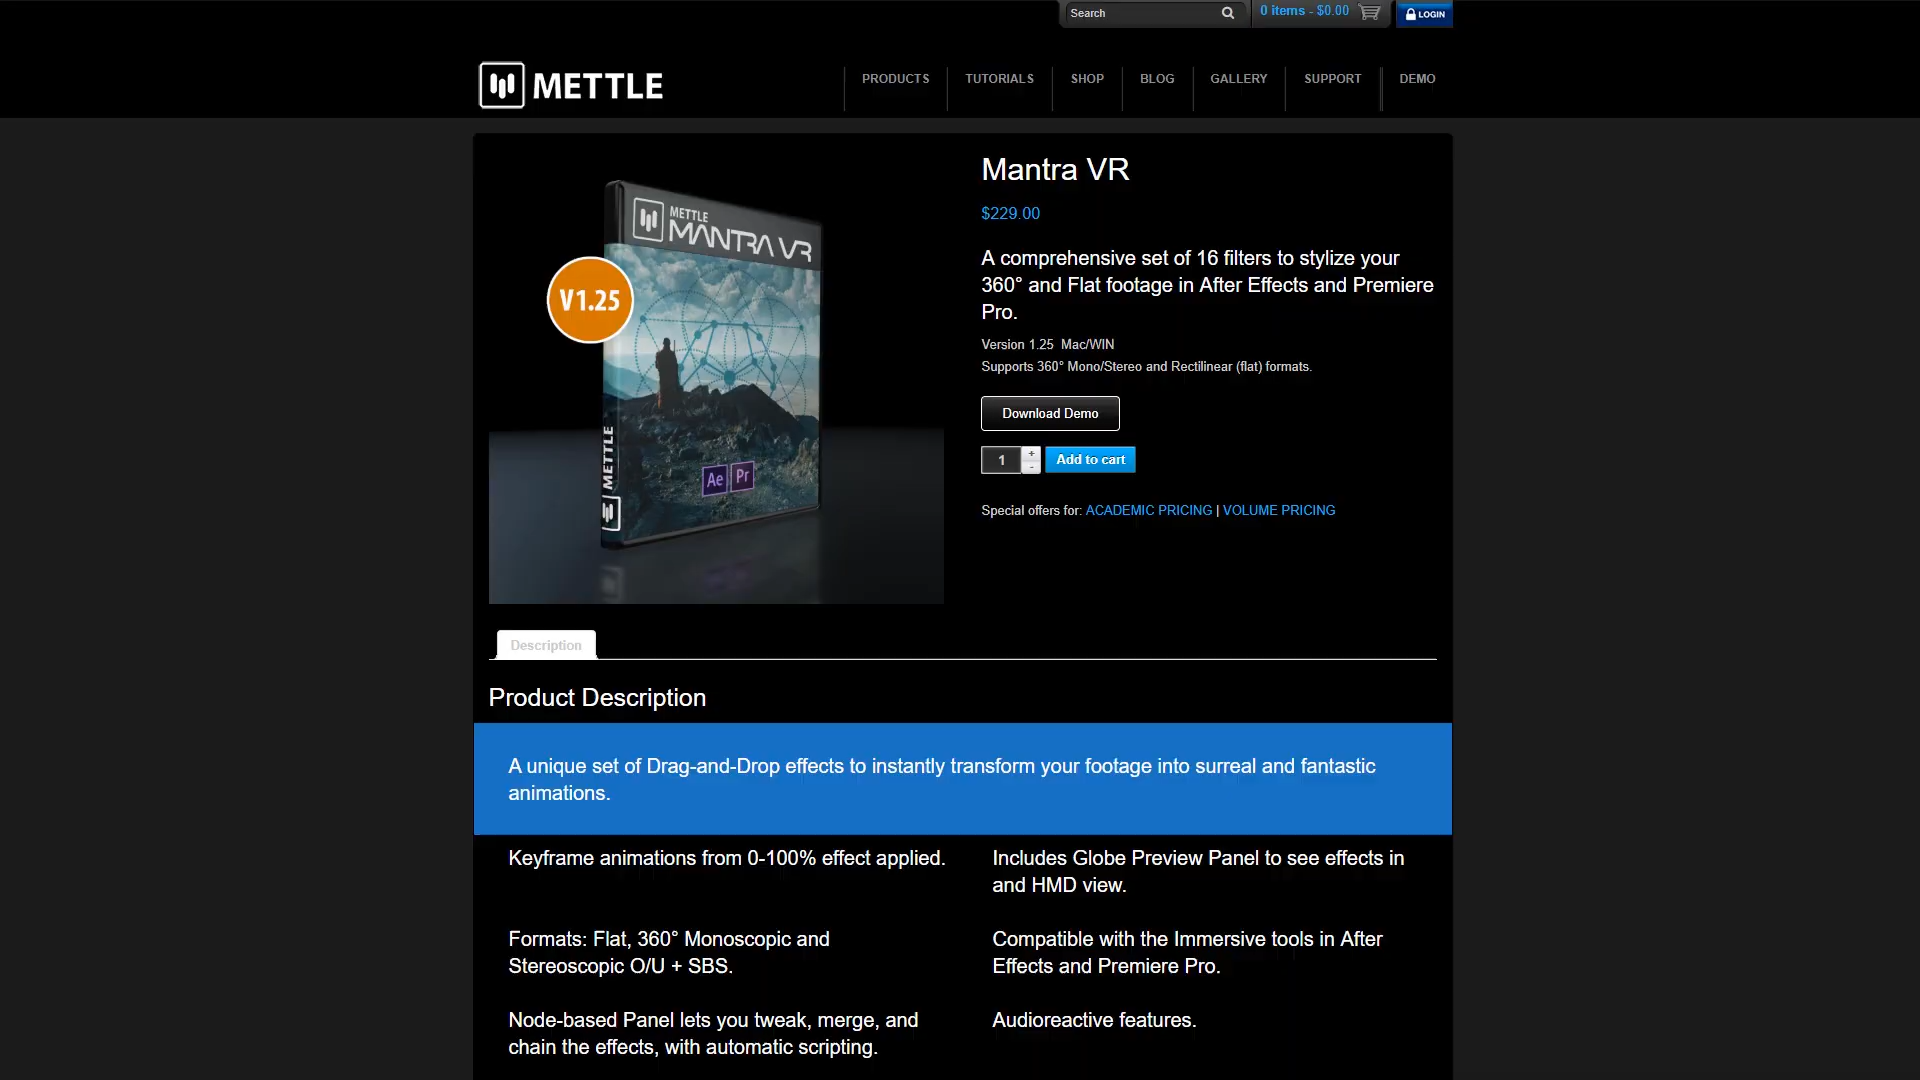 Search
0 items - $0.00
LOGIN
METTLE
PRODUCTS
TUTORIALS
SHOP
BLOG
GALLERY
SUPPORT
DEMO
METTLE
MANTRA VR
V1.25
METTLE
Ae Pr
Mantra VR
$229.00
A comprehensive set of 16 filters to stylize your
360° and Flat footage in After Effects and Premiere
Pro.
Version 1.25 Mac/WIN
Supports 360° Mono/Stereo and Rectilinear (flat) formats.
Download Demo
1
+
-
Add to cart
Special offers for: ACADEMIC PRICING | VOLUME PRICING
Description
Product Description
A unique set of Drag-and-Drop effects to instantly transform your footage into surreal and fantastic
animations.
Keyframe animations from 0-100% effect applied.
Includes Globe Preview Panel to see effects in
and HMD view.
Formats: Flat, 360° Monoscopic and
Stereoscopic O/U + SBS.
Compatible with the Immersive tools in After
Effects and Premiere Pro.
Node-based Panel lets you tweak, merge, and
chain the effects, with automatic scripting.
Audioreactive features.